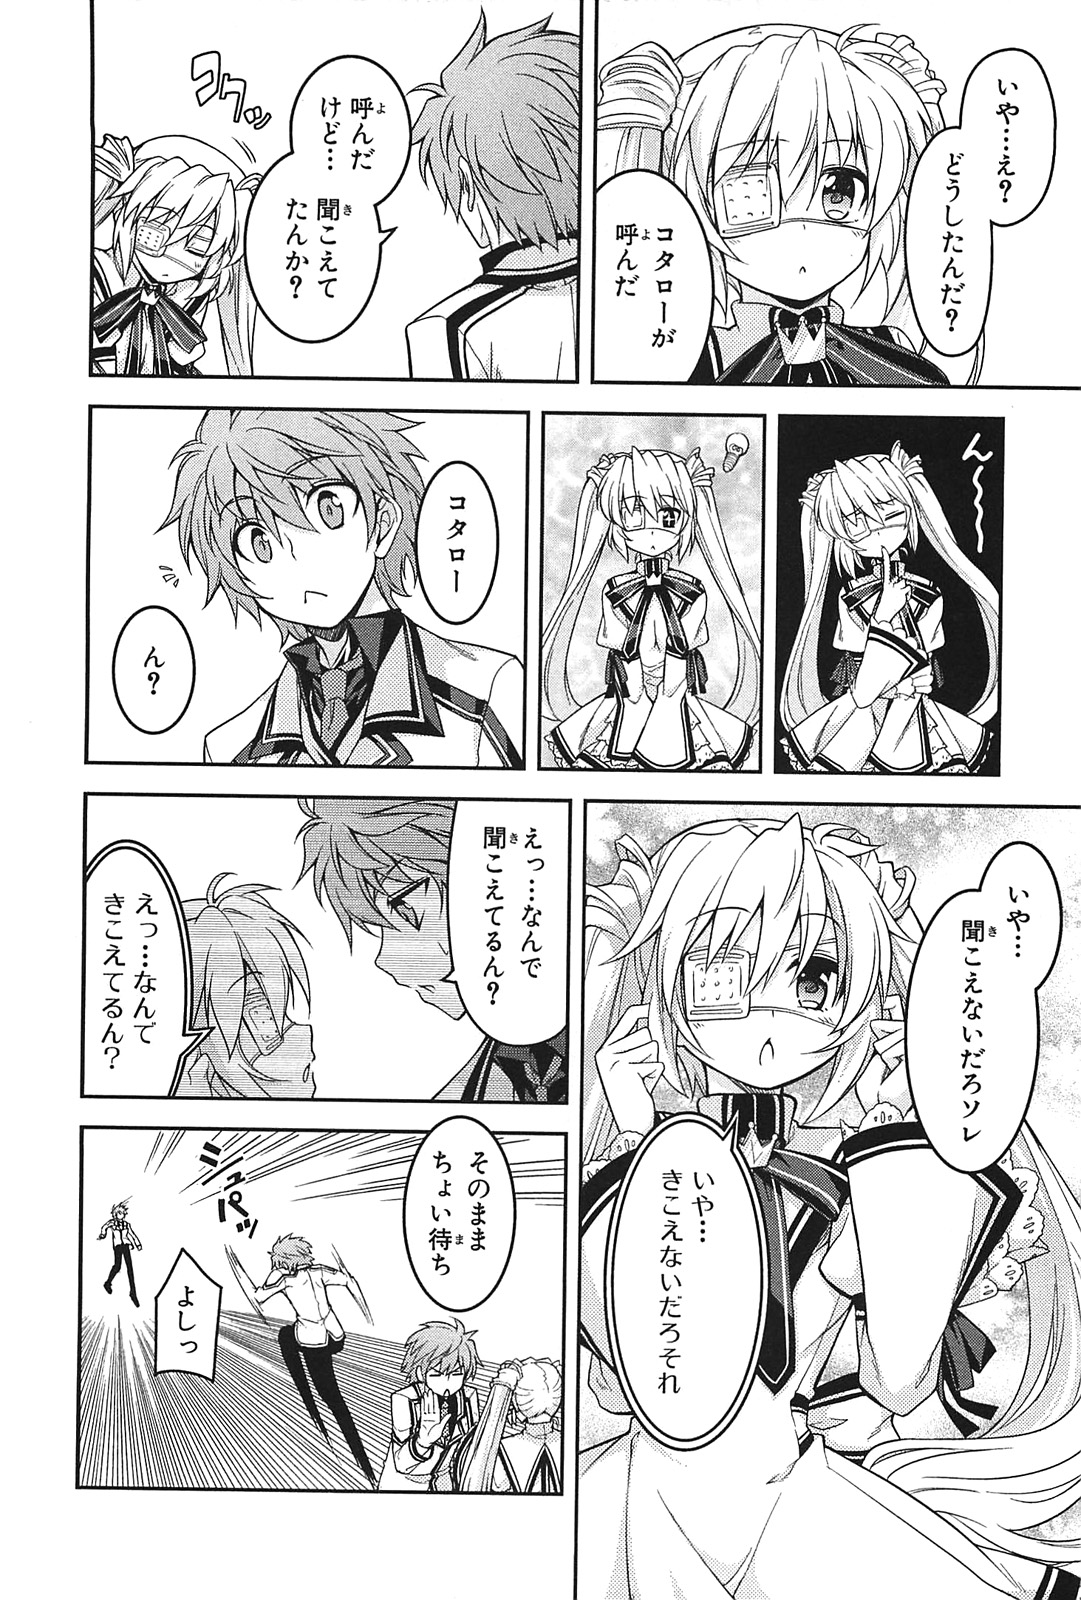 いや…え？
どうしたんだ？
コタローが
呼んだ
呼んだ
けど…
聞こえて
たんか？
コクッ
ん～～
コタロー
ん？
いや…
聞こえないだろソレ
いや…
きこえないだろそれ
えっ…なんで
聞こえてるん？
えっ…なんで
きこえてるん？
そのまま
ちょい待ち
シュパッ
よしっ